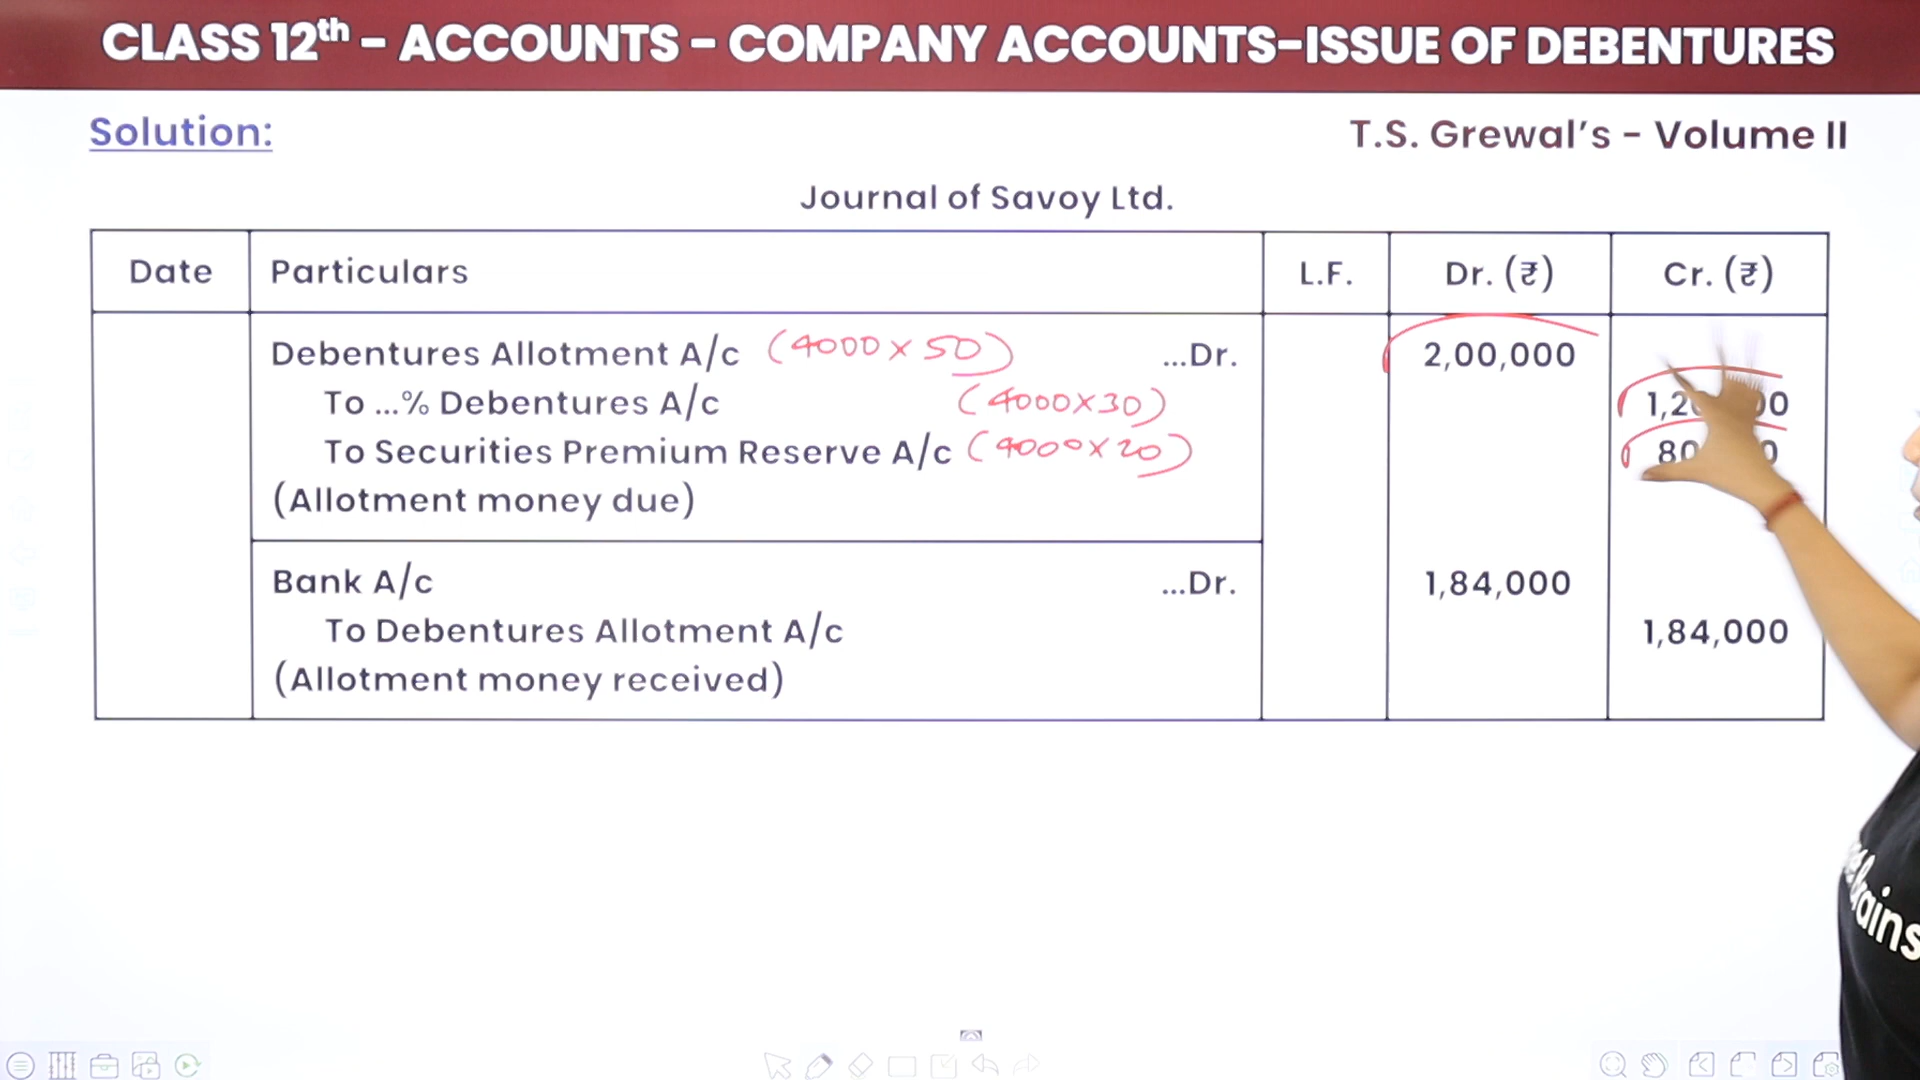 CLASS 12th - ACCOUNTS - COMPANY ACCOUNTS-ISSUE OF DEBENTURES
Solution:
T.S. Grewal's - Volume II
Journal of Savoy Ltd.
Date Particulars L.F. Dr. (₹) Cr. (₹)
Debentures Allotment A/c (4000 x 50) ...Dr. 2,00,000
To ...% Debentures A/c (4000x30)
To Securities Premium Reserve A/c (4000x20)
(Allotment money due)
Bank A/c ...Dr. 1,84,000
To Debentures Allotment A/c 1,84,000
(Allotment money received)